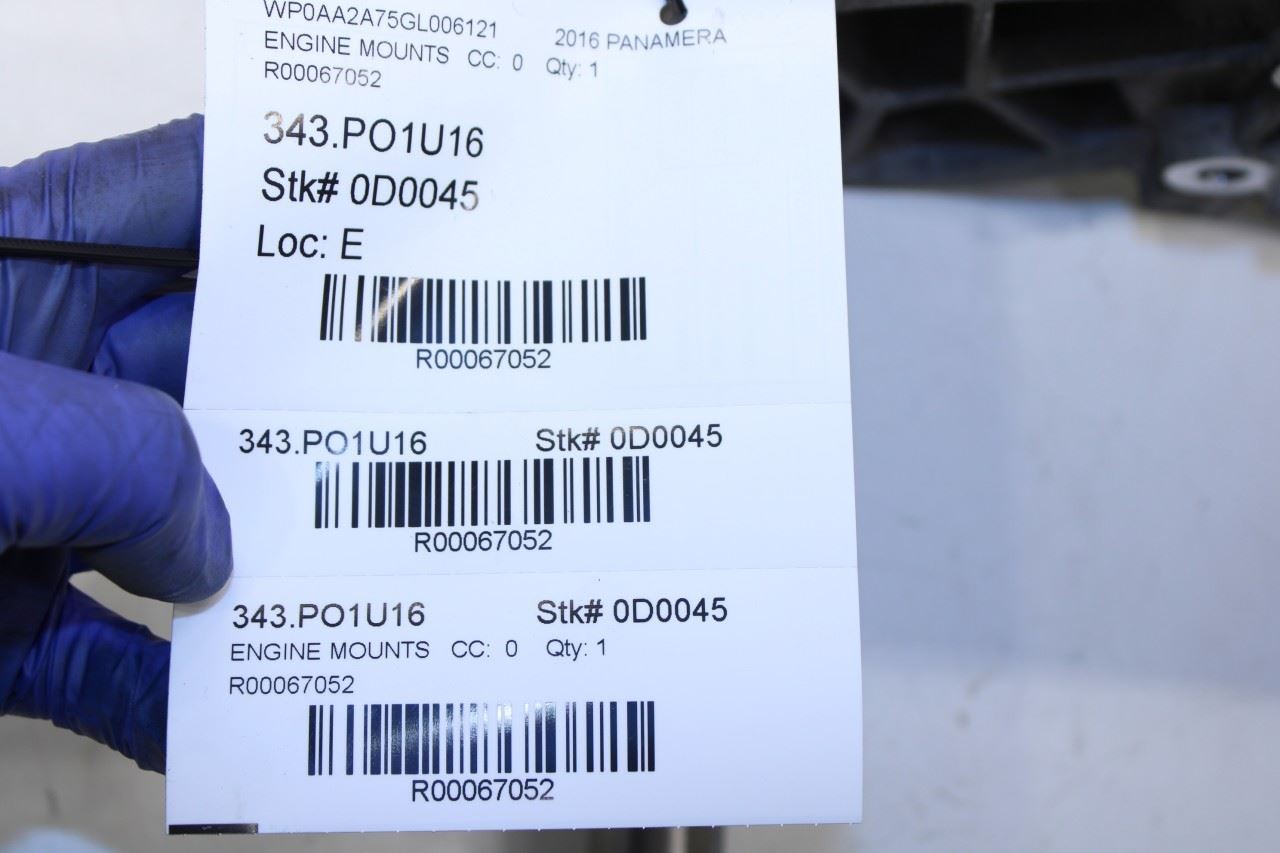 WP0AA2A75GL006121 2016 PANAMERA
ENGINE MOUNTS CC: 0 Qty: 1
R00067052
343.PO1U16
Stk# 0D0045
Loc: E
R00067052
343.PO1U16 Stk# 0D0045
R00067052
343.PO1U16 Stk# 0D0045
ENGINE MOUNTS CC: 0 Qty: 1
R00067052
R00067052